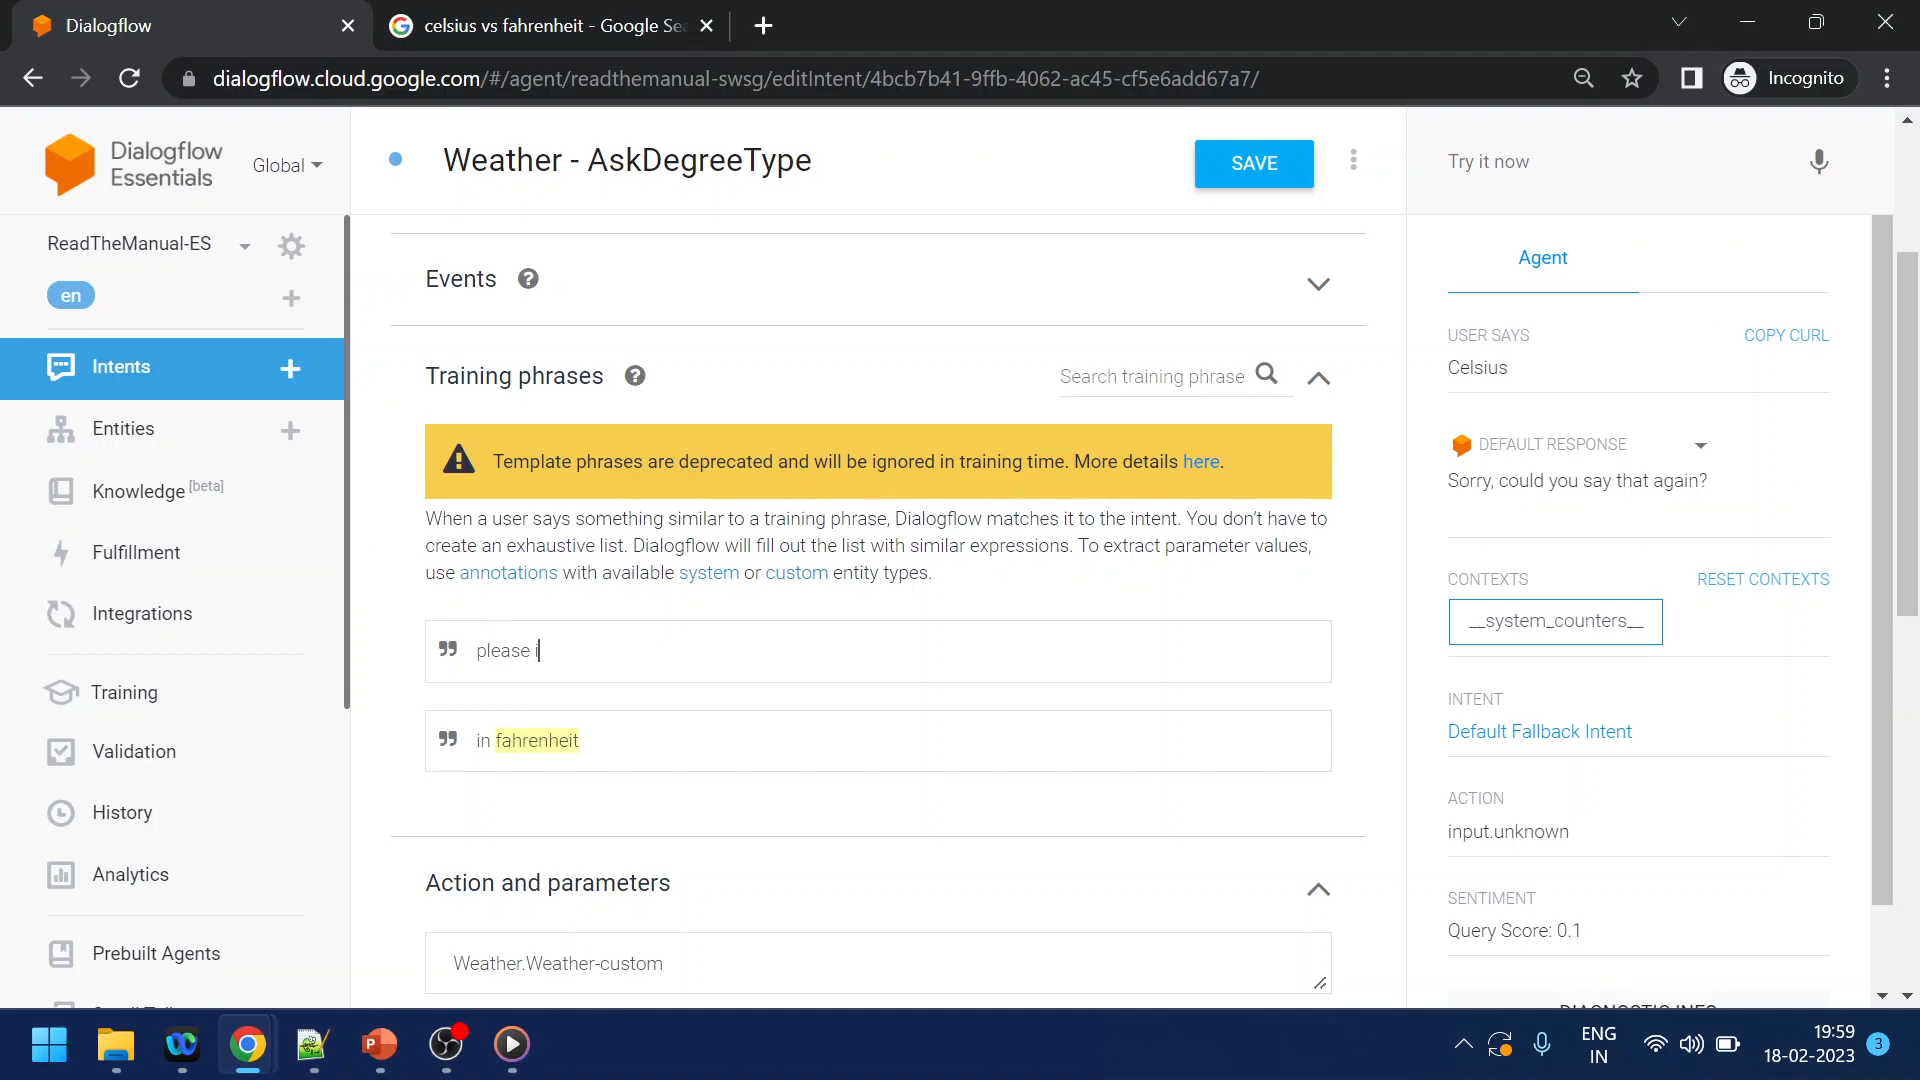 Dialogflow
celsius vs fahrenheit - Google Se
dialogflow.cloud.google.com/#/agent/readthemanual-swsg/editIntent/4bcb7b41-9ffb-4062-ac45-cf5e6add67a7/
Incognito
Dialogflow
Essentials
Global
Weather - AskDegreeType
SAVE
Try it now
ReadTheManual-ES
en
Intents
Entities
Knowledge [beta]
Fulfillment
Integrations
Training
Validation
History
Analytics
Prebuilt Agents
Events
Training phrases
Search training phrase
Template phrases are deprecated and will be ignored in training time. More details here.
When a user says something similar to a training phrase, Dialogflow matches it to the intent. You don't have to
create an exhaustive list. Dialogflow will fill out the list with similar expressions. To extract parameter values,
use annotations with available system or custom entity types.
please i
in fahrenheit
Action and parameters
Weather.Weather-custom
Agent
USER SAYS
COPY CURL
Celsius
DEFAULT RESPONSE
Sorry, could you say that again?
CONTEXTS
RESET CONTEXTS
__system_counters__
INTENT
Default Fallback Intent
ACTION
input.unknown
SENTIMENT
Query Score: 0.1
ENG
IN
19:59
18-02-2023
3